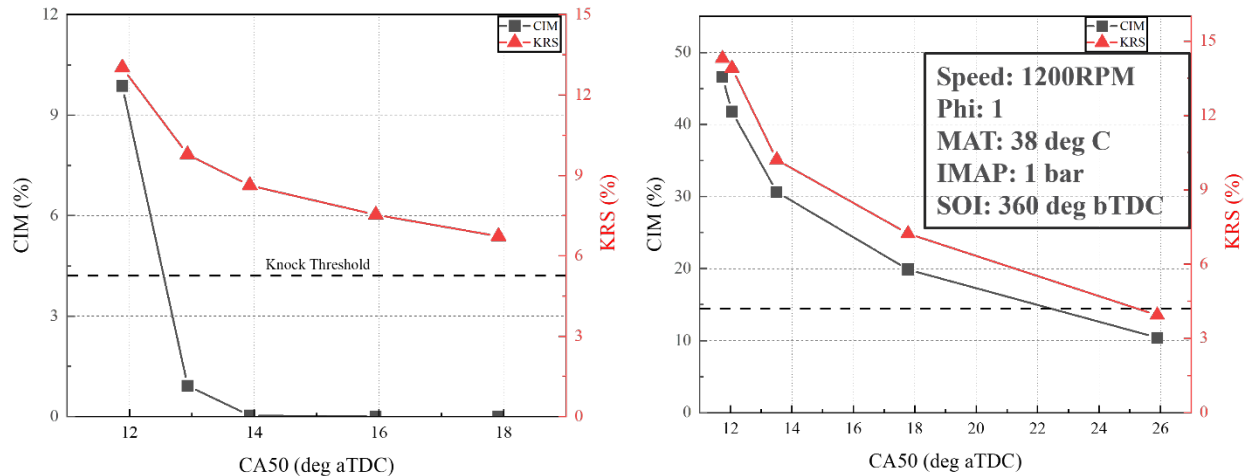 12
9
6
3
0
CIM (%)
CIM
KRS
Knock Threshold
12
14
16
18
CA50 (deg aTDC)
15
12
9
6
3
0
KRS (%)
50
40
30
20
10
0
CIM (%)
CIM
KRS
Speed: 1200RPM
Phi: 1
MAT: 38 deg C
IMAP: 1 bar
SOI: 360 deg bTDC
12
14
16
18
20
22
24
26
CA50 (deg aTDC)
15
12
9
6
3
0
KRS (%)